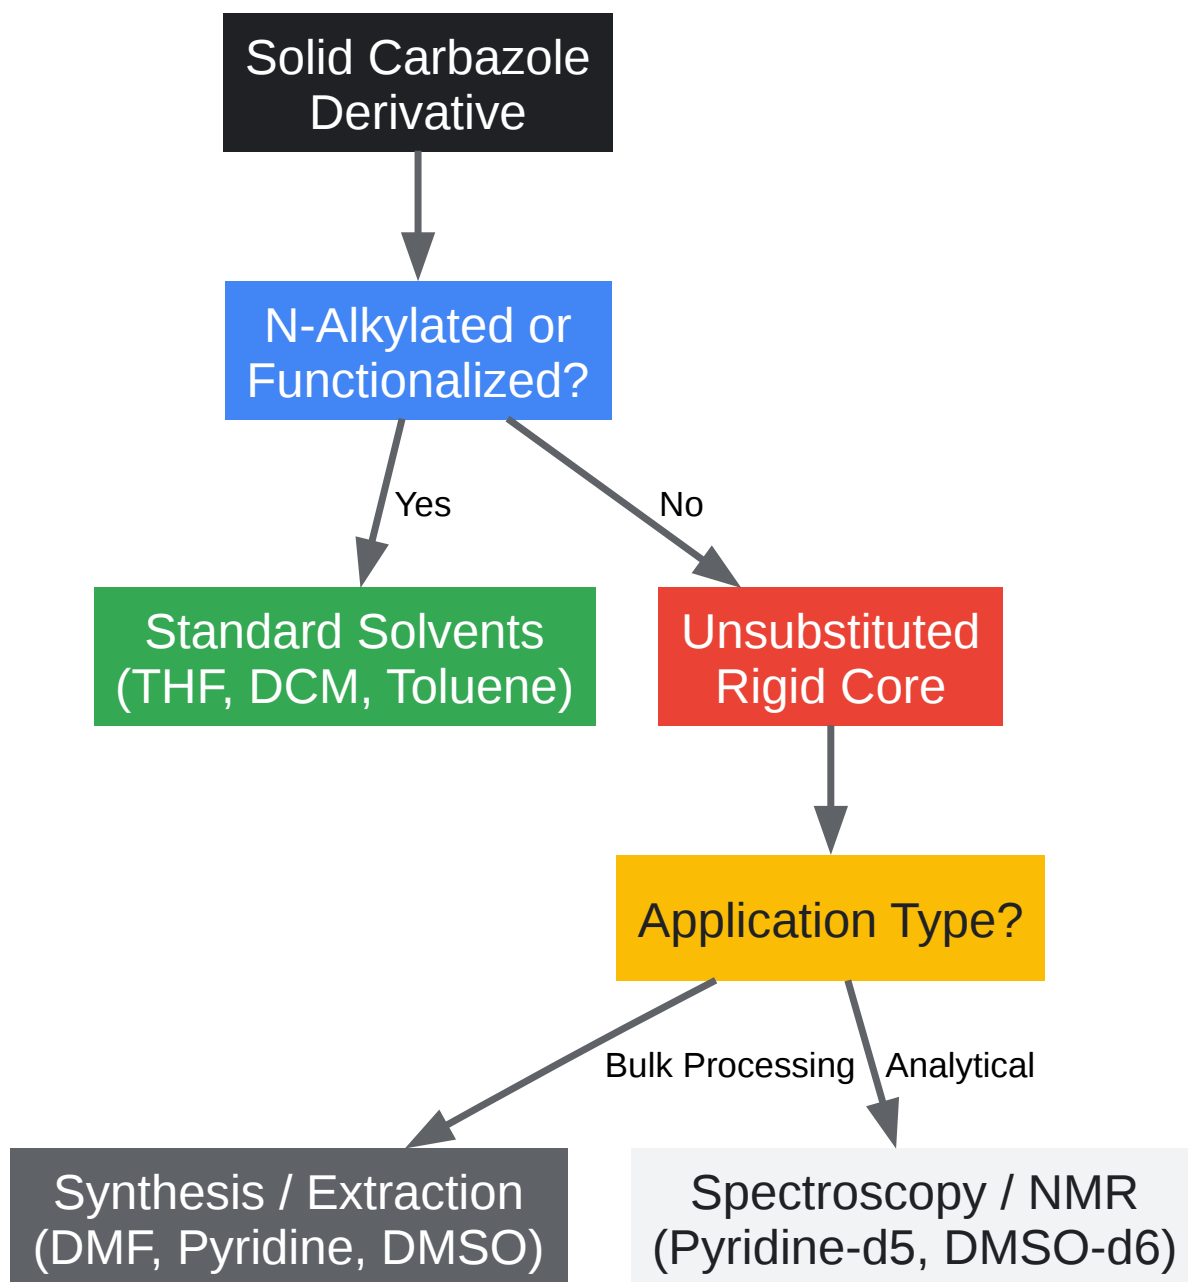 Solid Carbazole
Derivative
N-Alkylated or
Functionalized?
Yes
No
Standard Solvents
(THF, DCM, Toluene)
Unsubstituted
Rigid Core
Application Type?
Bulk Processing
Analytical
Synthesis / Extraction
(DMF, Pyridine, DMSO)
Spectroscopy / NMR
(Pyridine-d5, DMSO-d6)